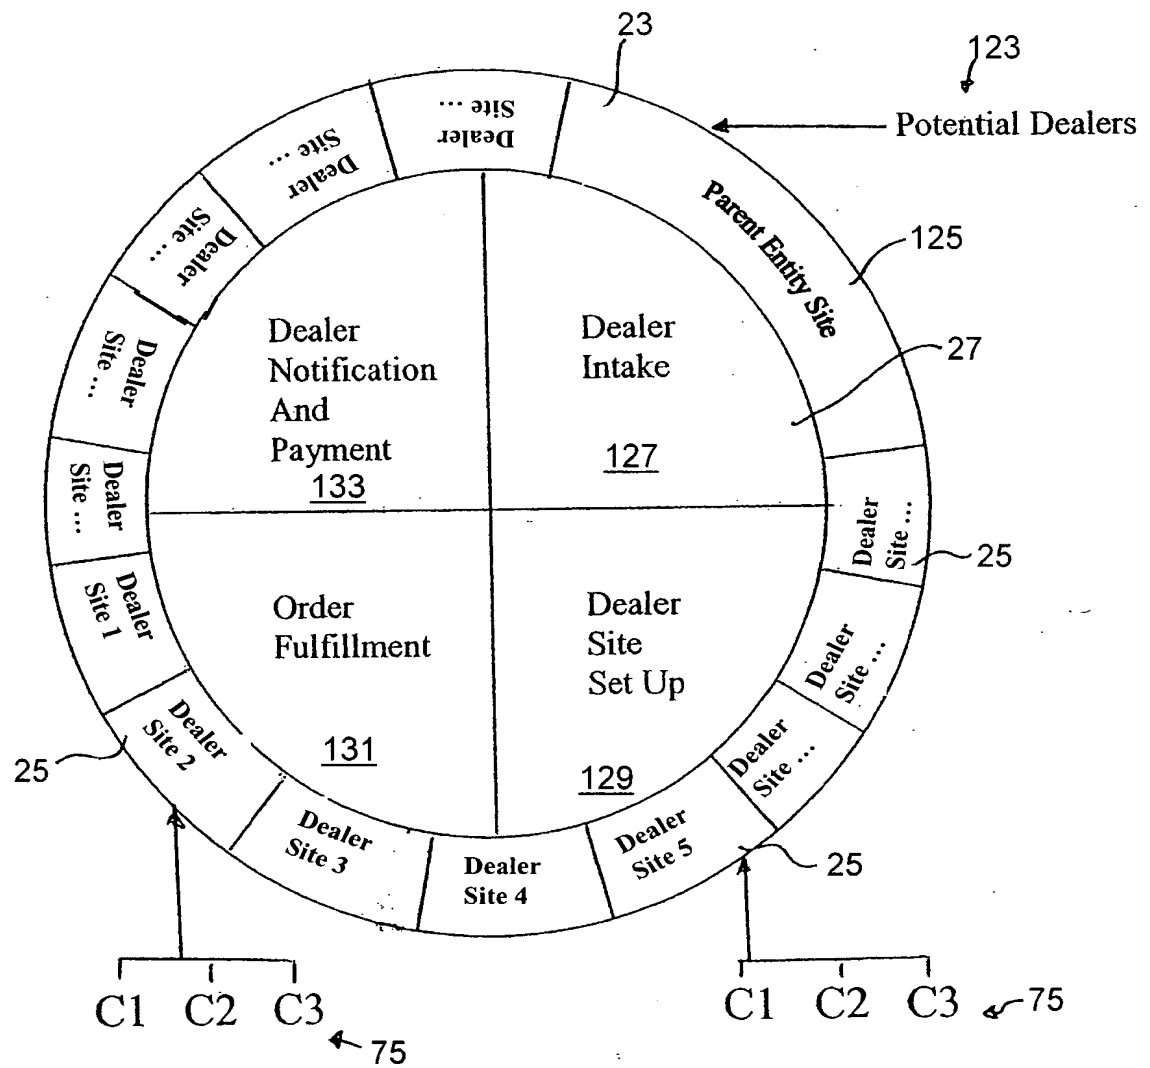 23
123
Potential Dealers
Parent Entity Site
125
27
Dealer
Site ...
Dealer
Site ...
Dealer
Site ...
Dealer
Site ...
Dealer
Site ...
Dealer
Notification
And
Payment
133
Dealer
Intake
127
Dealer
Site ...
25
Dealer
Site 1
Order
Fulfillment
131
Dealer
Site
Set Up
129
Dealer
Site ...
Dealer
Site ...
Dealer
Site 2
25
Dealer
Site 3
Dealer
Site 4
Dealer
Site 5
25
C1 C2 C3
75
C1 C2 C3
75